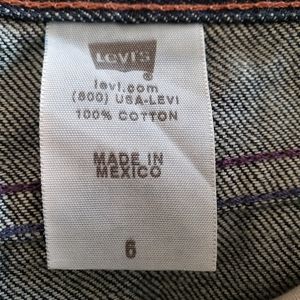 LEVI'S
levi.com
(800) USA-LEVI
100% COTTON
MADE IN
MEXICO
6